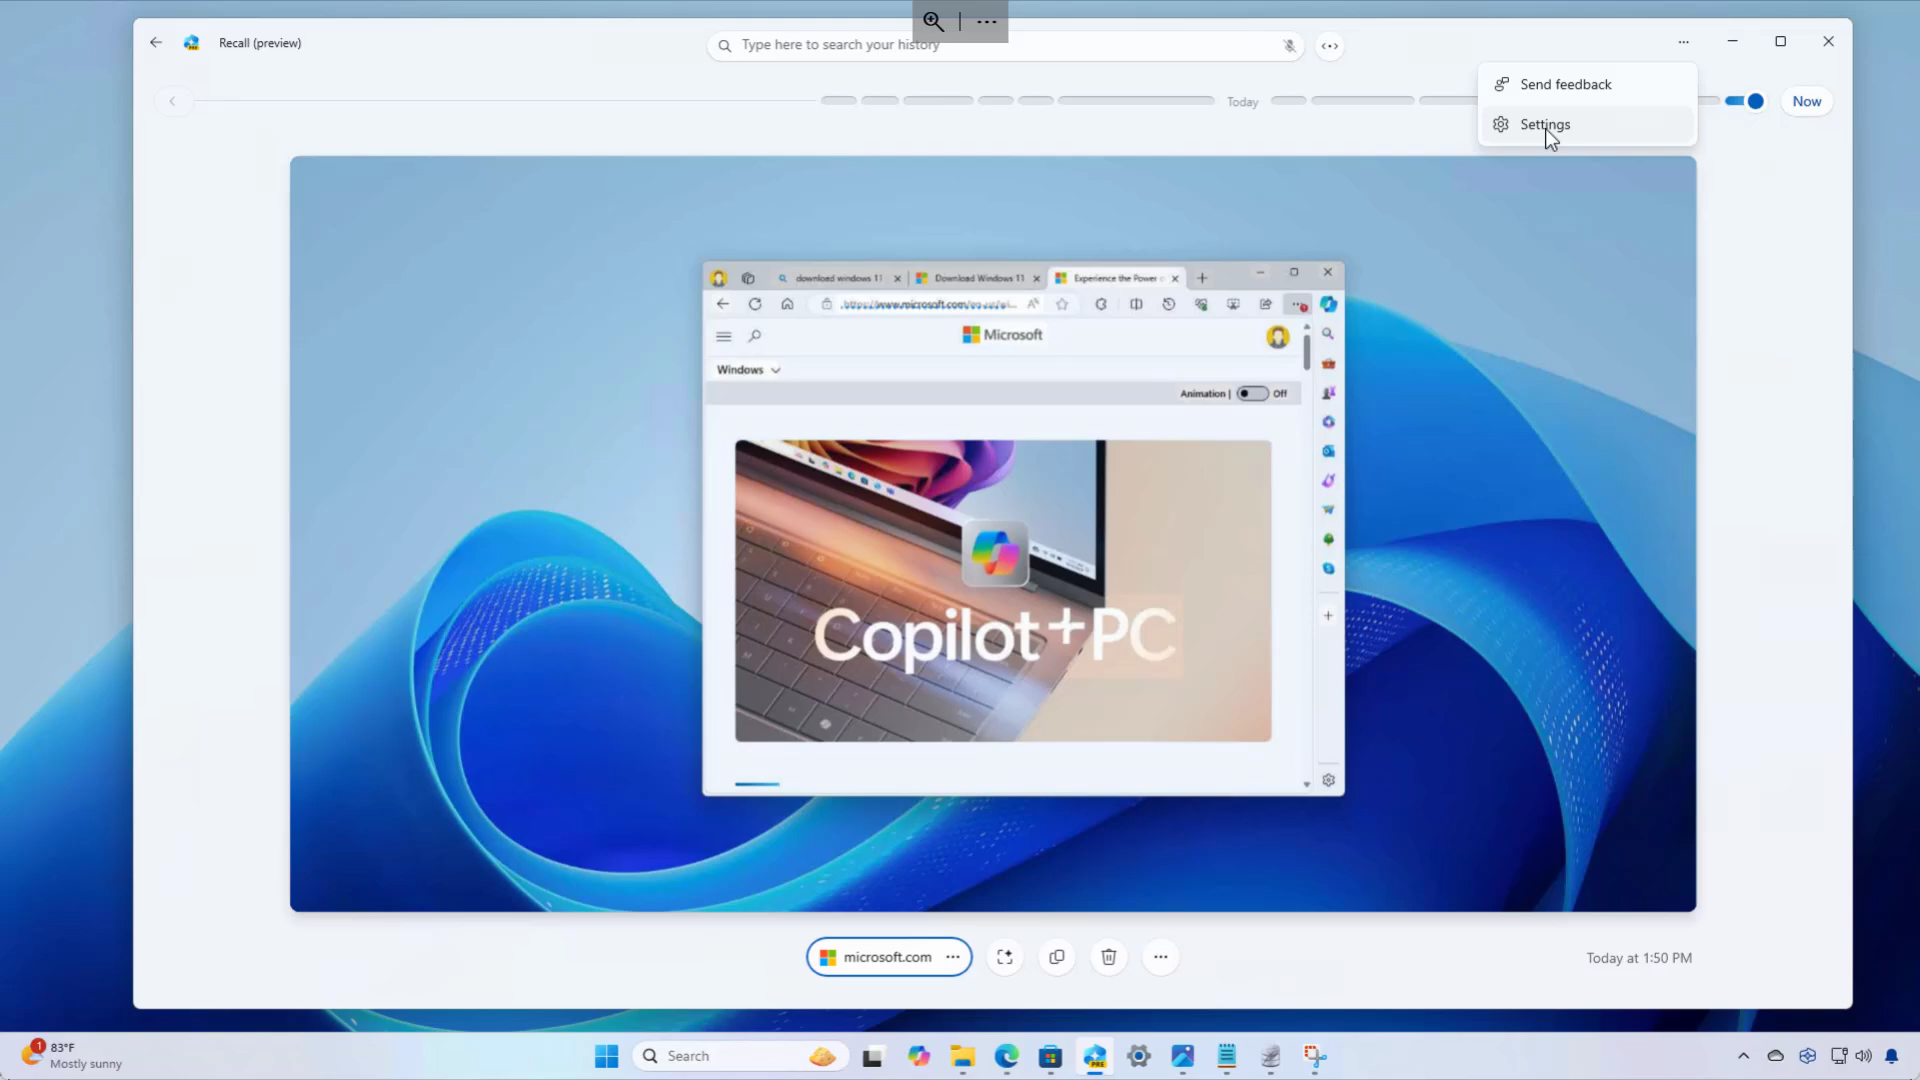 Recall (preview)
Type here to search your history
Send feedback
Settings
Today
Now
download windows 11
Download Windows 11
Experience the Power
Microsoft
Windows
Animation | Off
Copilot+PC
microsoft.com
Today at 1:50 PM
1
83°F
Mostly sunny
Search
PRE